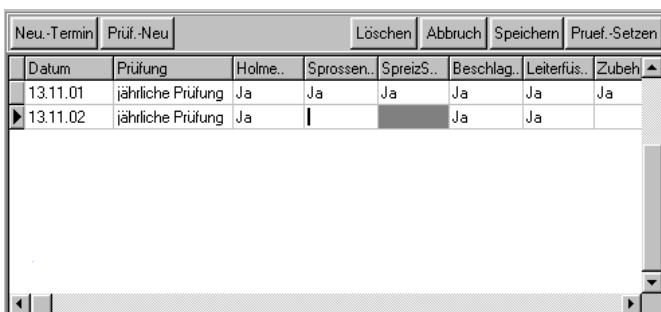 Neu.-Termin Prüf.-Neu Löschen Abbruch Speichern Pruef.-Setzen
Datum Prüfung Holme.. Sprossen.. SpreizS.. Beschlag.. Leiterfüs.. Zubeh
13.11.01 jährliche Prüfung Ja Ja Ja Ja Ja Ja
13.11.02 jährliche Prüfung Ja Ja Ja